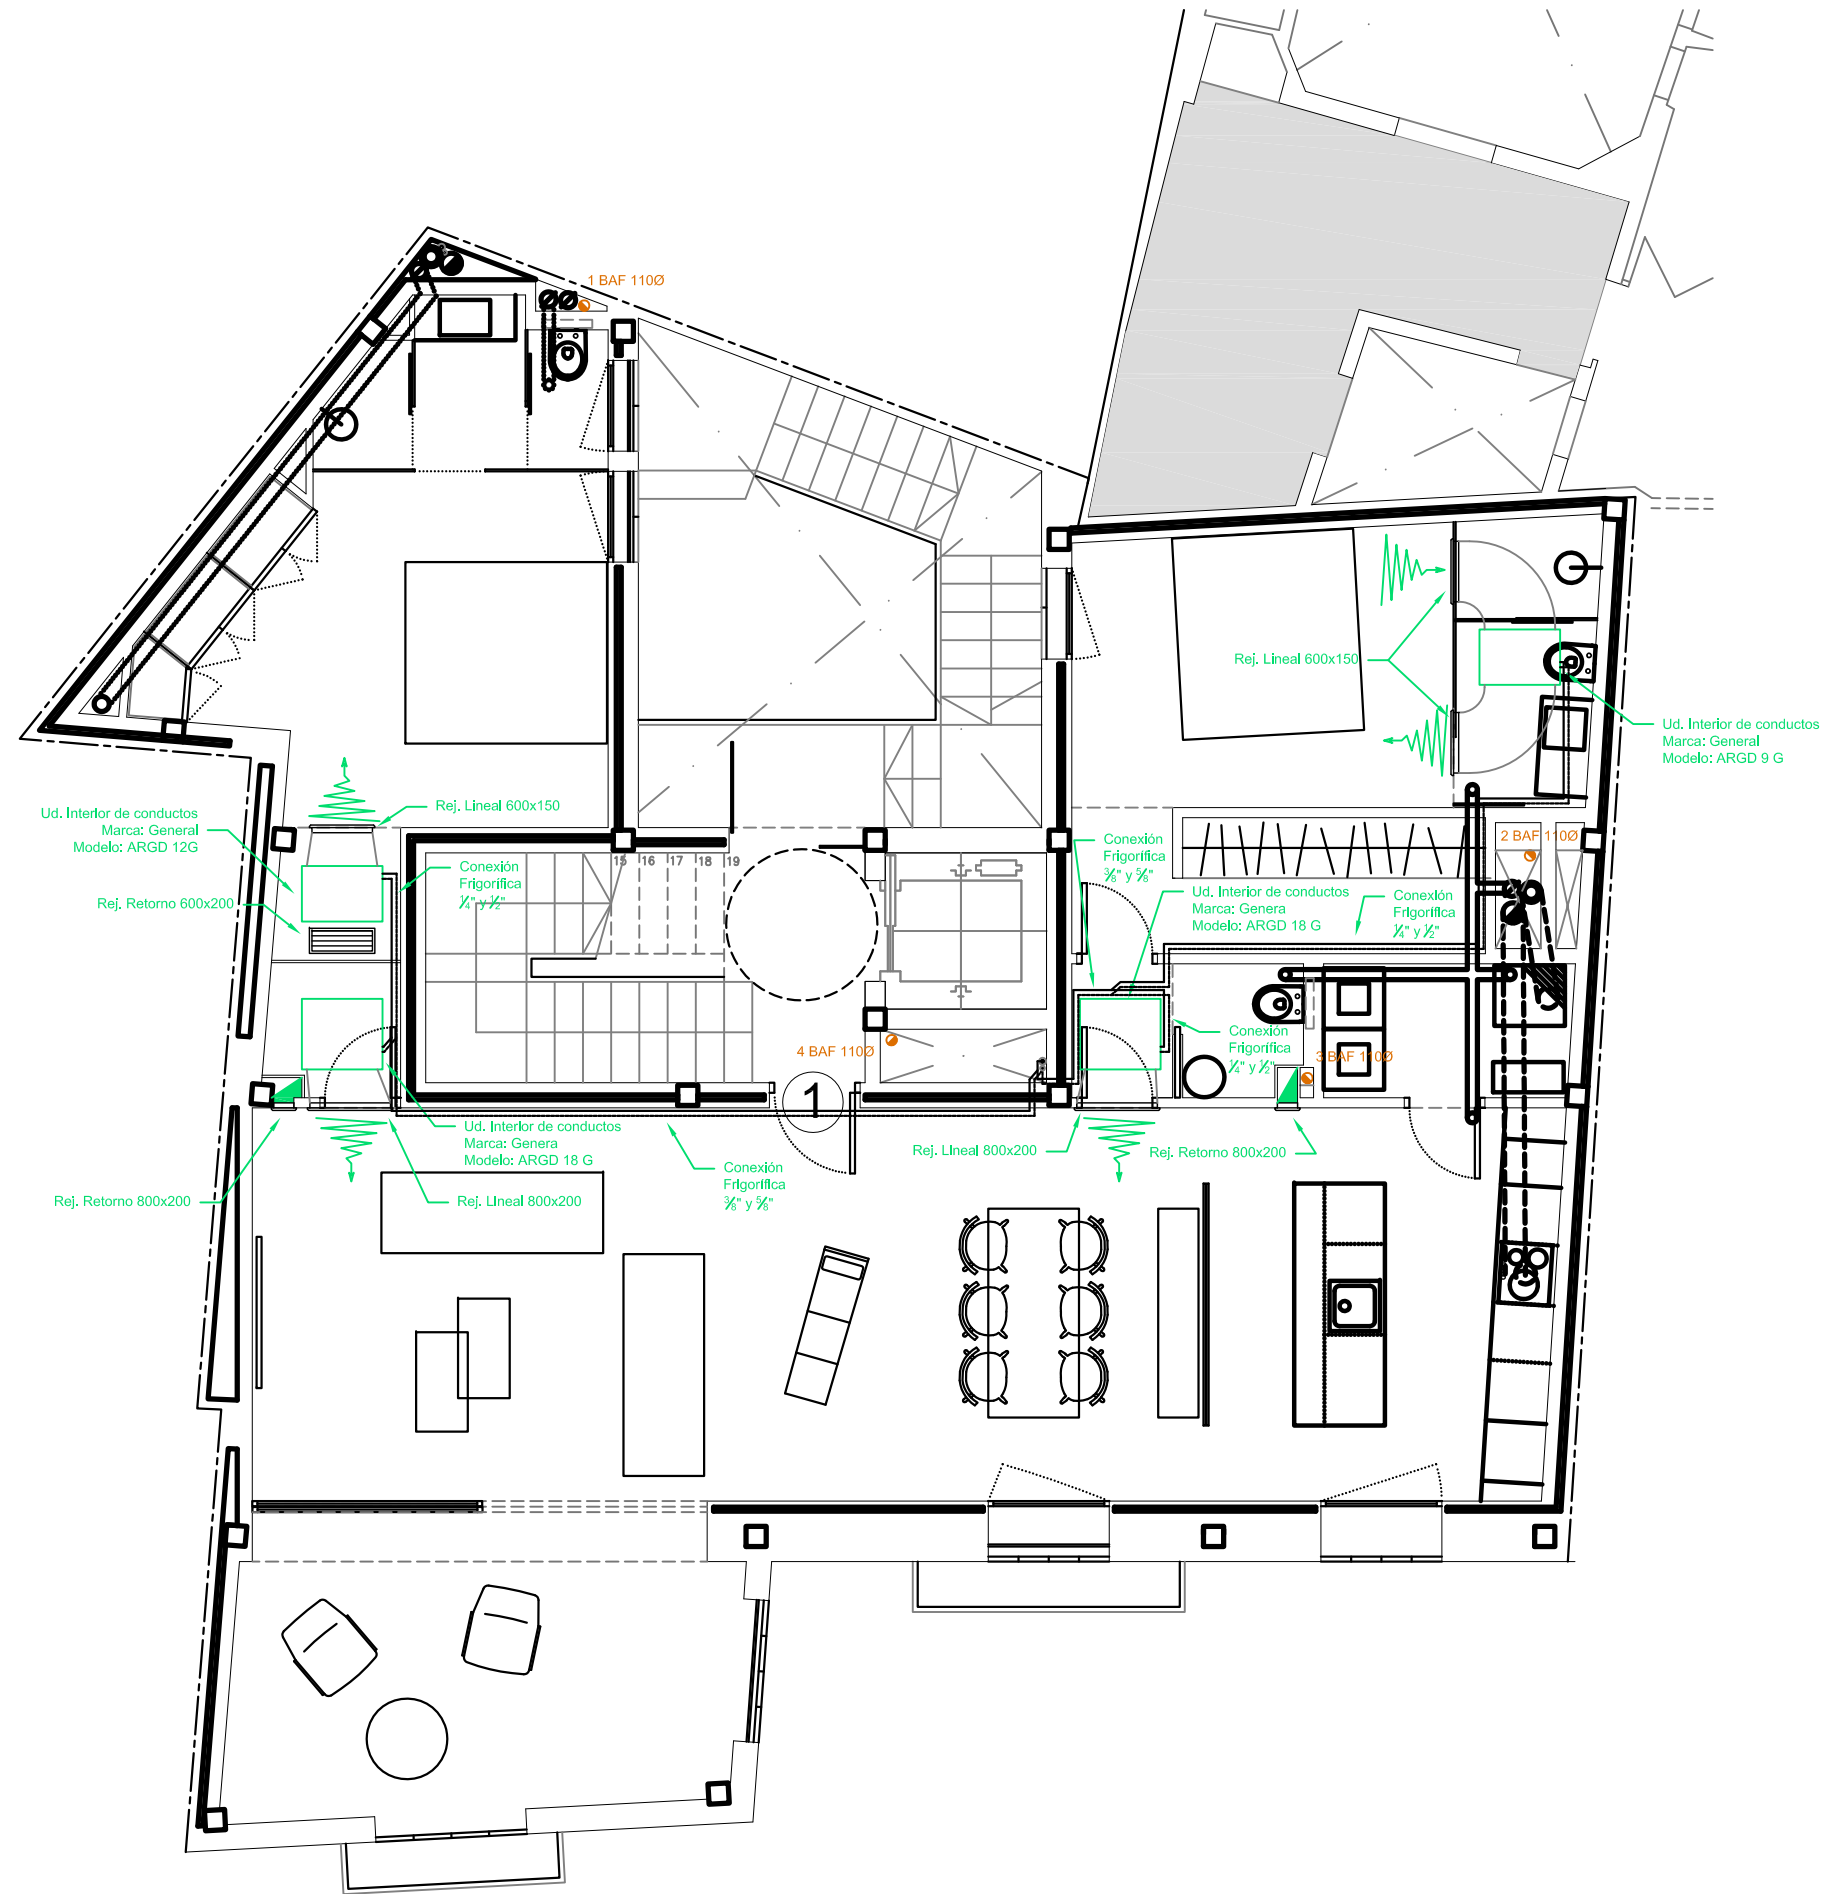 1 BAF 110Ø
Rej. Lineal 600x150
Ud. Interior de conductos
Marca: General
Modelo: ARGD 9 G
Rej. Lineal 600x150
Ud. Interior de conductos
Marca: General
Modelo: ARGD 12G
Conexión
Frigorífica
¼" y ½"
Rej. Retorno 600x200
15
16
17
18
19
Conexión
Frigorífica
⅜" y ⅝"
2 BAF 110Ø
Ud. Interior de conductos
Marca: Genera
Modelo: ARGD 18 G
Conexión
Frigorífica
¼" y ½"
4 BAF 110Ø
Conexión
Frigorífica
¼" y ½"
3 BAF 110Ø
1
Ud. Interior de conductos
Marca: Genera
Modelo: ARGD 18 G
Rej. Lineal 800x200
Rej. Retorno 800x200
Conexión
Frigorífica
⅜" y ⅝"
Rej. Retorno 800x200
Rej. Lineal 800x200